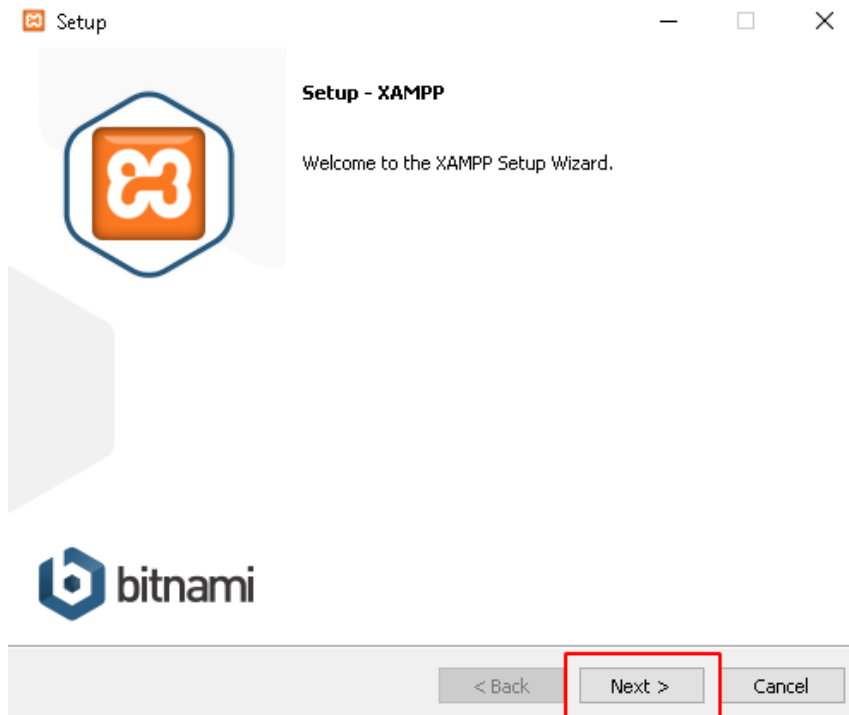 Setup
Setup - XAMPP
Welcome to the XAMPP Setup Wizard.
bitnami
< Back
Next >
Cancel